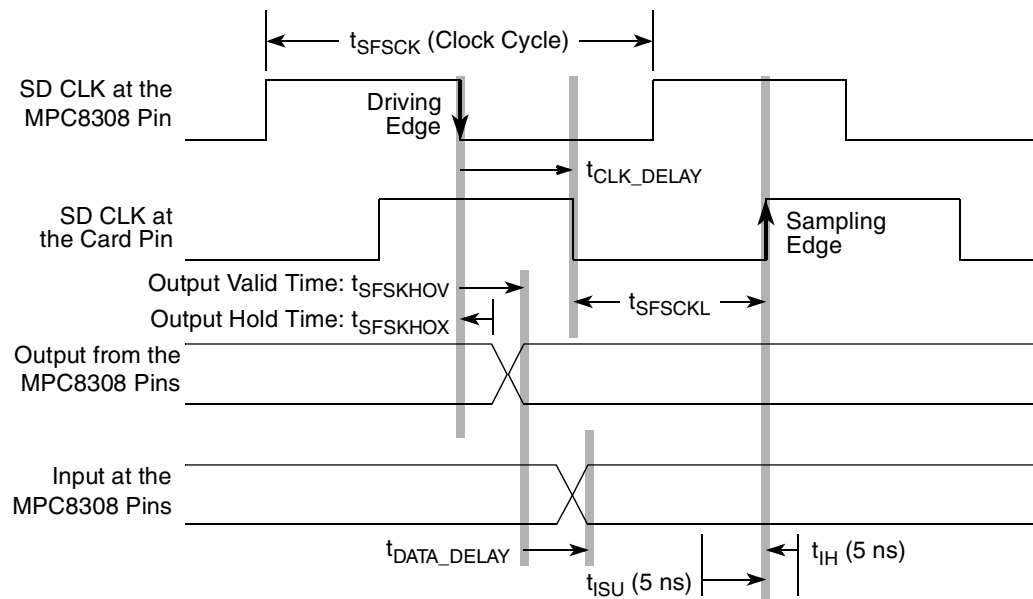 tSFSCK (Clock Cycle)
SD CLK at the
MPC8308 Pin
Driving
Edge
tCLK_DELAY
SD CLK at
the Card Pin
Sampling
Edge
Output Valid Time: tSFSKHOV
tSFSCKL
Output Hold Time: tSFSKHOX
Output from the
MPC8308 Pins
Input at the
MPC8308 Pins
tDATA_DELAY
tIH (5 ns)
tISU (5 ns)